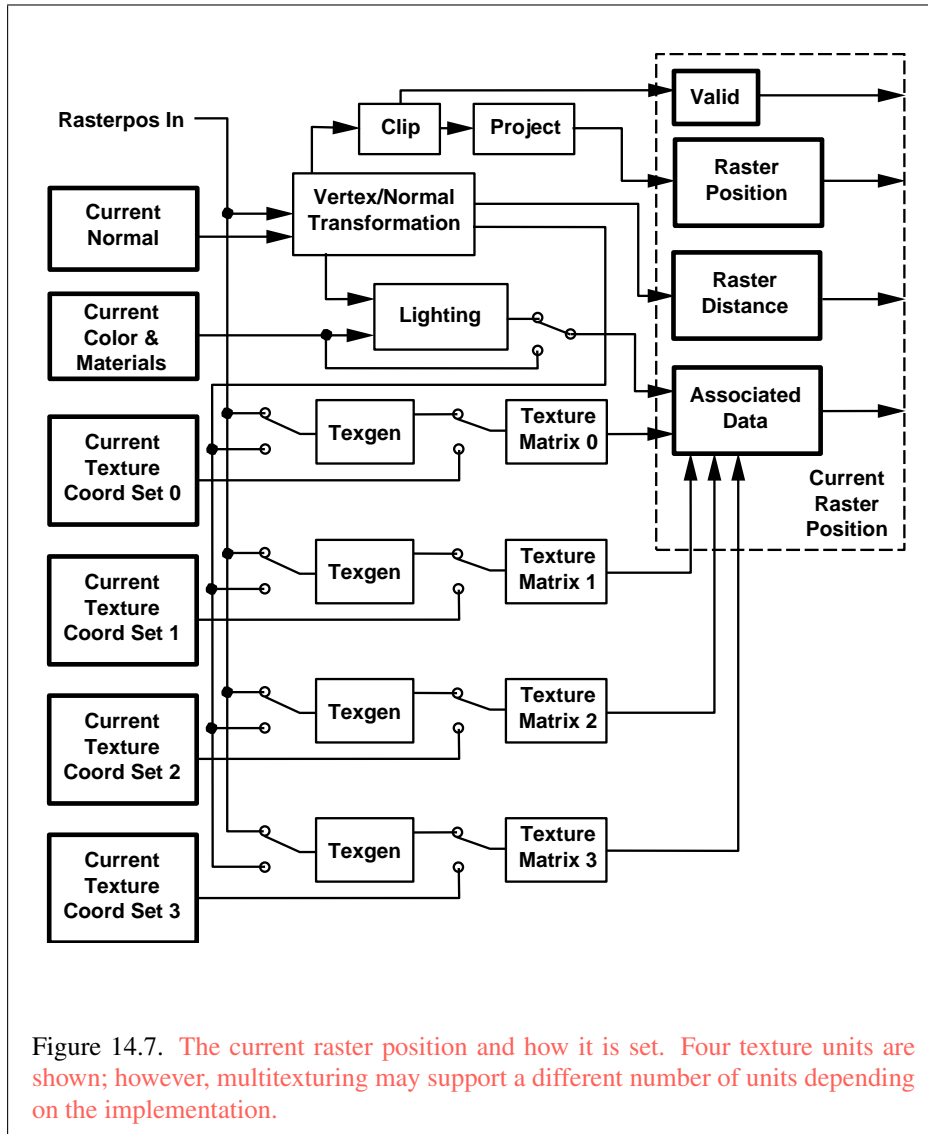 Rasterpos In
Clip
Project
Valid
Raster
Position
Current
Normal
Vertex/Normal
Transformation
Raster
Distance
Current
Color &
Materials
Lighting
Associated
Data
Current
Raster
Position
Current
Texture
Coord Set 0
Texgen
Texture
Matrix 0
Current
Texture
Coord Set 1
Texgen
Texture
Matrix 1
Current
Texture
Coord Set 2
Texgen
Texture
Matrix 2
Current
Texture
Coord Set 3
Texgen
Texture
Matrix 3
Figure 14.7. The current raster position and how it is set. Four texture units are
shown; however, multitexturing may support a different number of units depending
on the implementation.